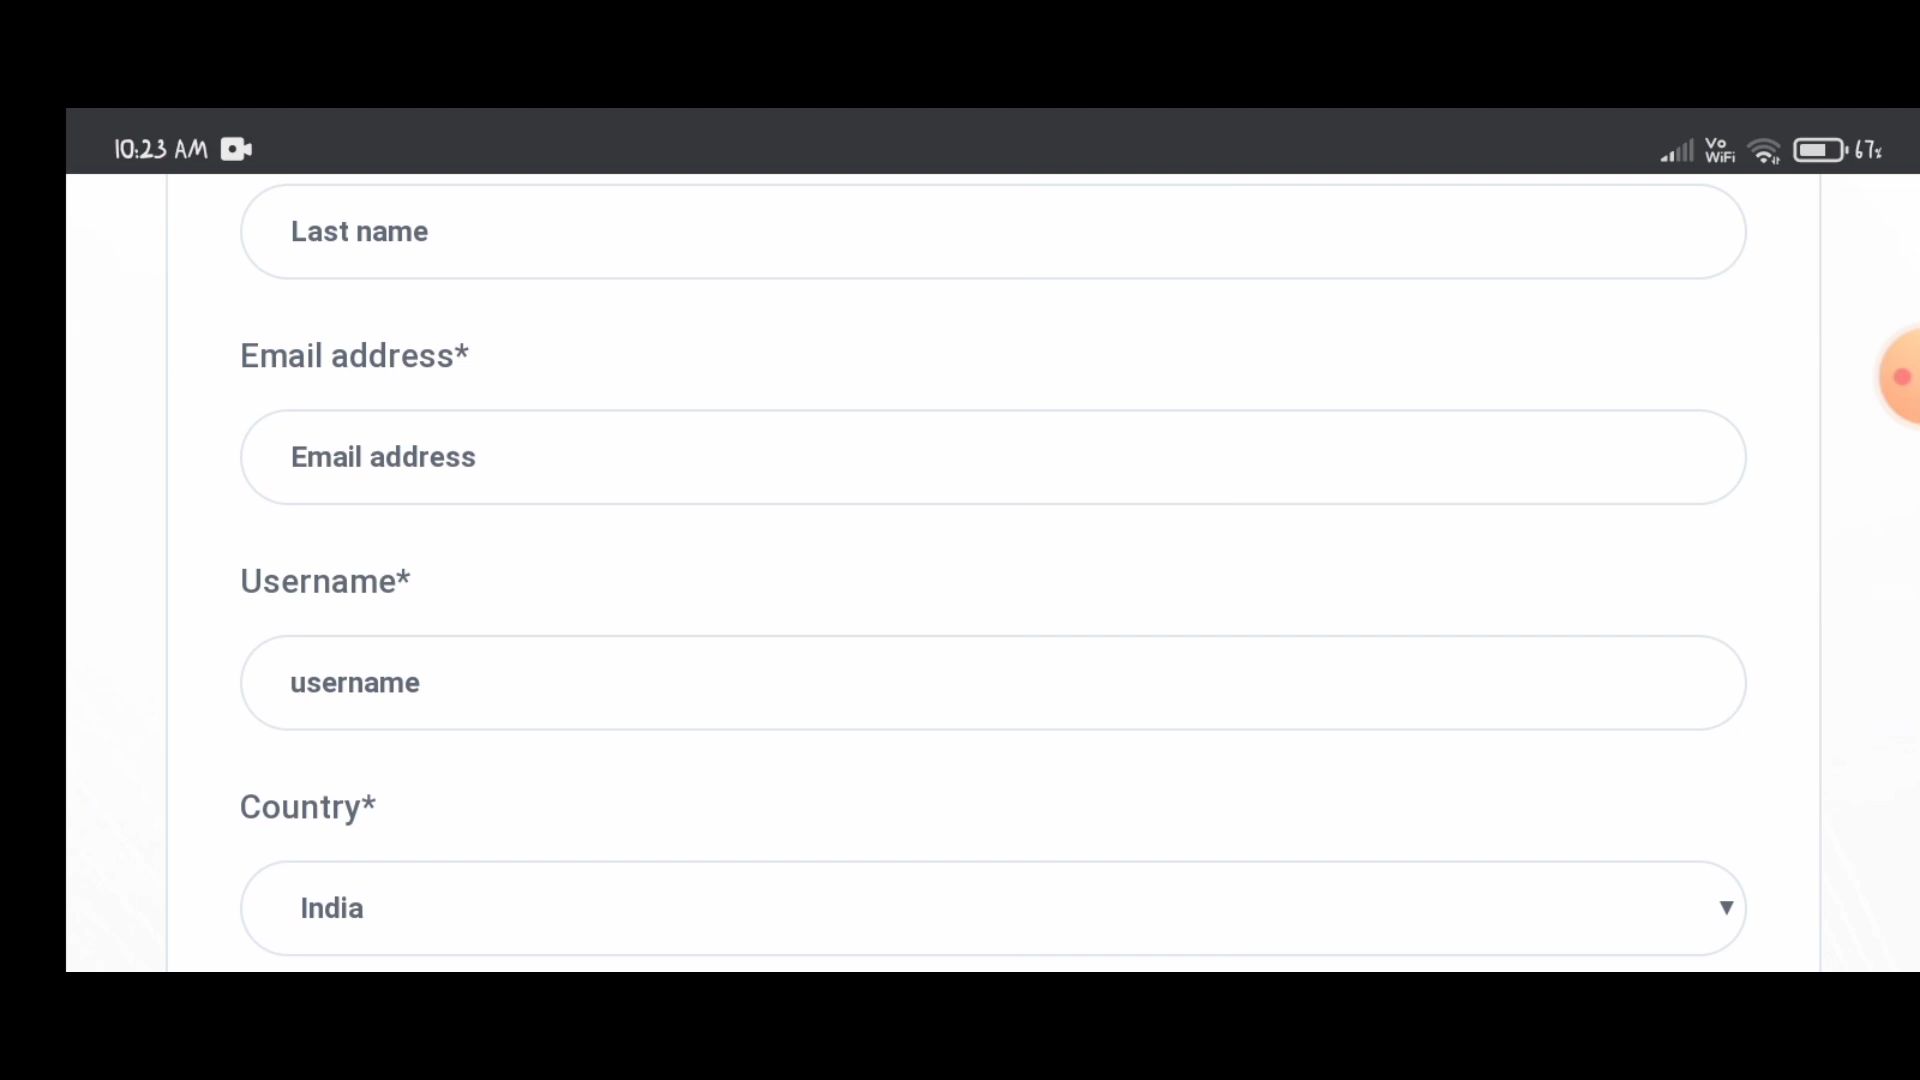 10:23 AM
Vo
WiFi
67%
Last name
Email address*
Email address
Username*
username
Country*
India